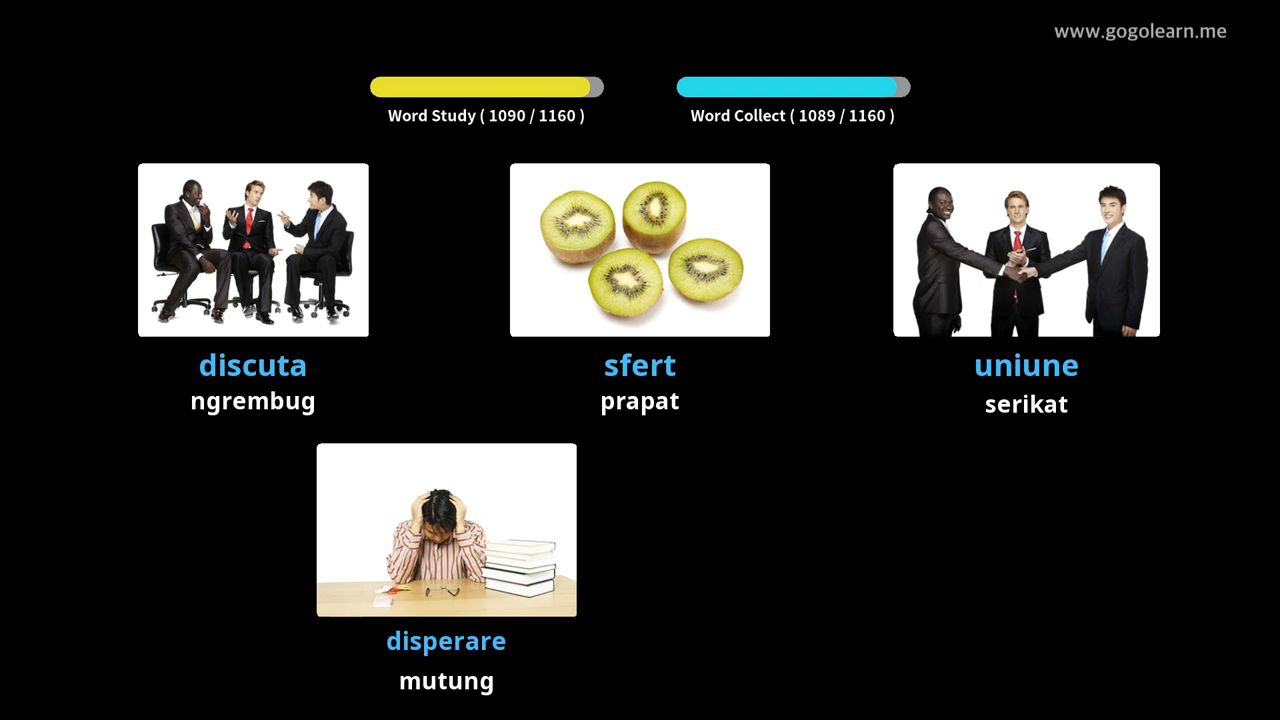 www.gogolearn.me
Word Study ( 1090 / 1160 )
Word Collect ( 1089 / 1160 )
discuta
ngrembug
sfert
prapat
uniune
serikat
disperare
mutung